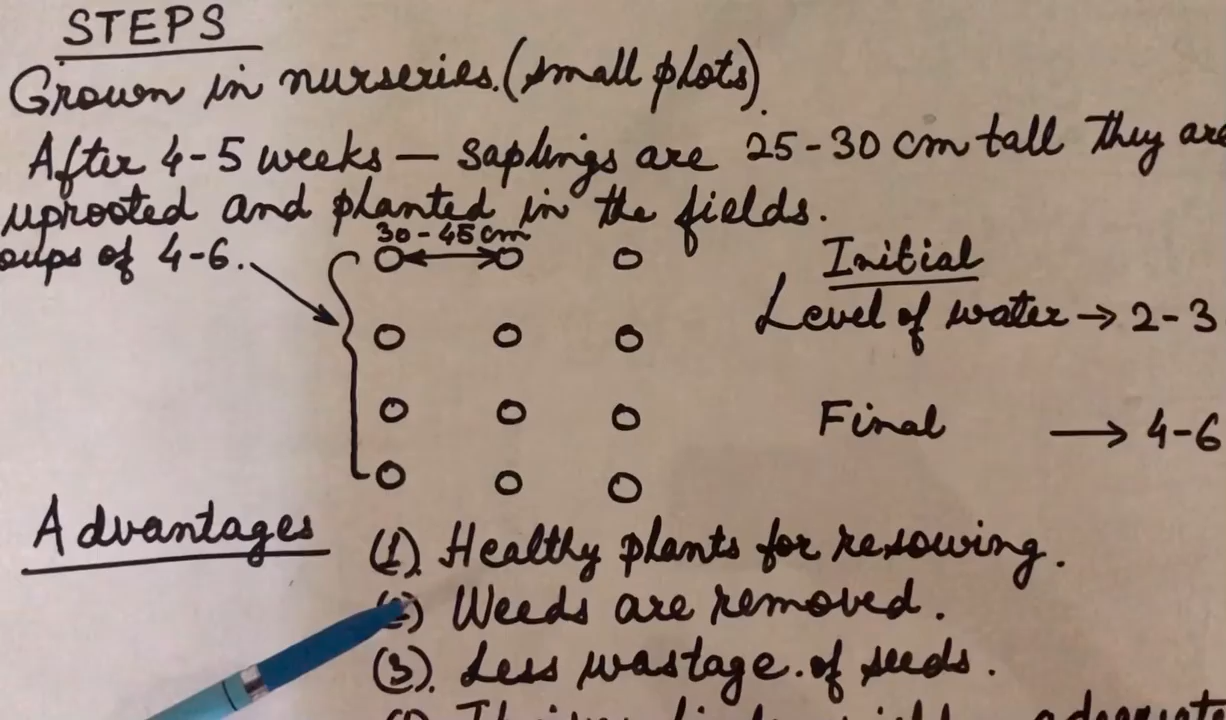 STEPS
Grown in nurseries. (small plots).
After 4-5 weeks — saplings are 25-30 cm tall They are
uprooted and planted in the fields.
30-45 cm
oups of 4-6.
Initial
Level of water → 2-3
Final → 4-6
Advantages
(1). Healthy plants for resowing.
(2) Weeds are removed.
(3). Less wastage of seeds.